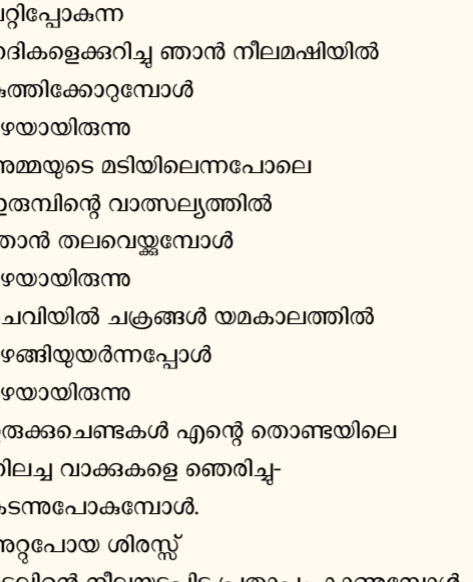 റ്റിപ്പോകുന്ന
ദികളെക്കുറിച്ചു ഞാൻ നീലമഷിയിൽ
ത്തിക്കോറുമ്പോൾ
ഴയായിരുന്നു
മ്മയുടെ മടിയിലെന്നപോലെ
രുമ്പിന്റെ വാത്സല്യത്തിൽ
ഞാൻ തലവെയ്ക്കുമ്പോൾ
ഴയായിരുന്നു
ചെവിയിൽ ചക്രങ്ങൾ യമകാലത്തിൽ
ഴങ്ങിയുയർന്നപ്പോൾ
ഴയായിരുന്നു
രുക്കുചെണ്ടകൾ എന്റെ തൊണ്ടയിലെ
ിലച്ച വാക്കുകളെ ഞെരിച്ചു-
ടന്നുപോകുമ്പോൾ.
റ്റുപോയ ശിരസ്സ്